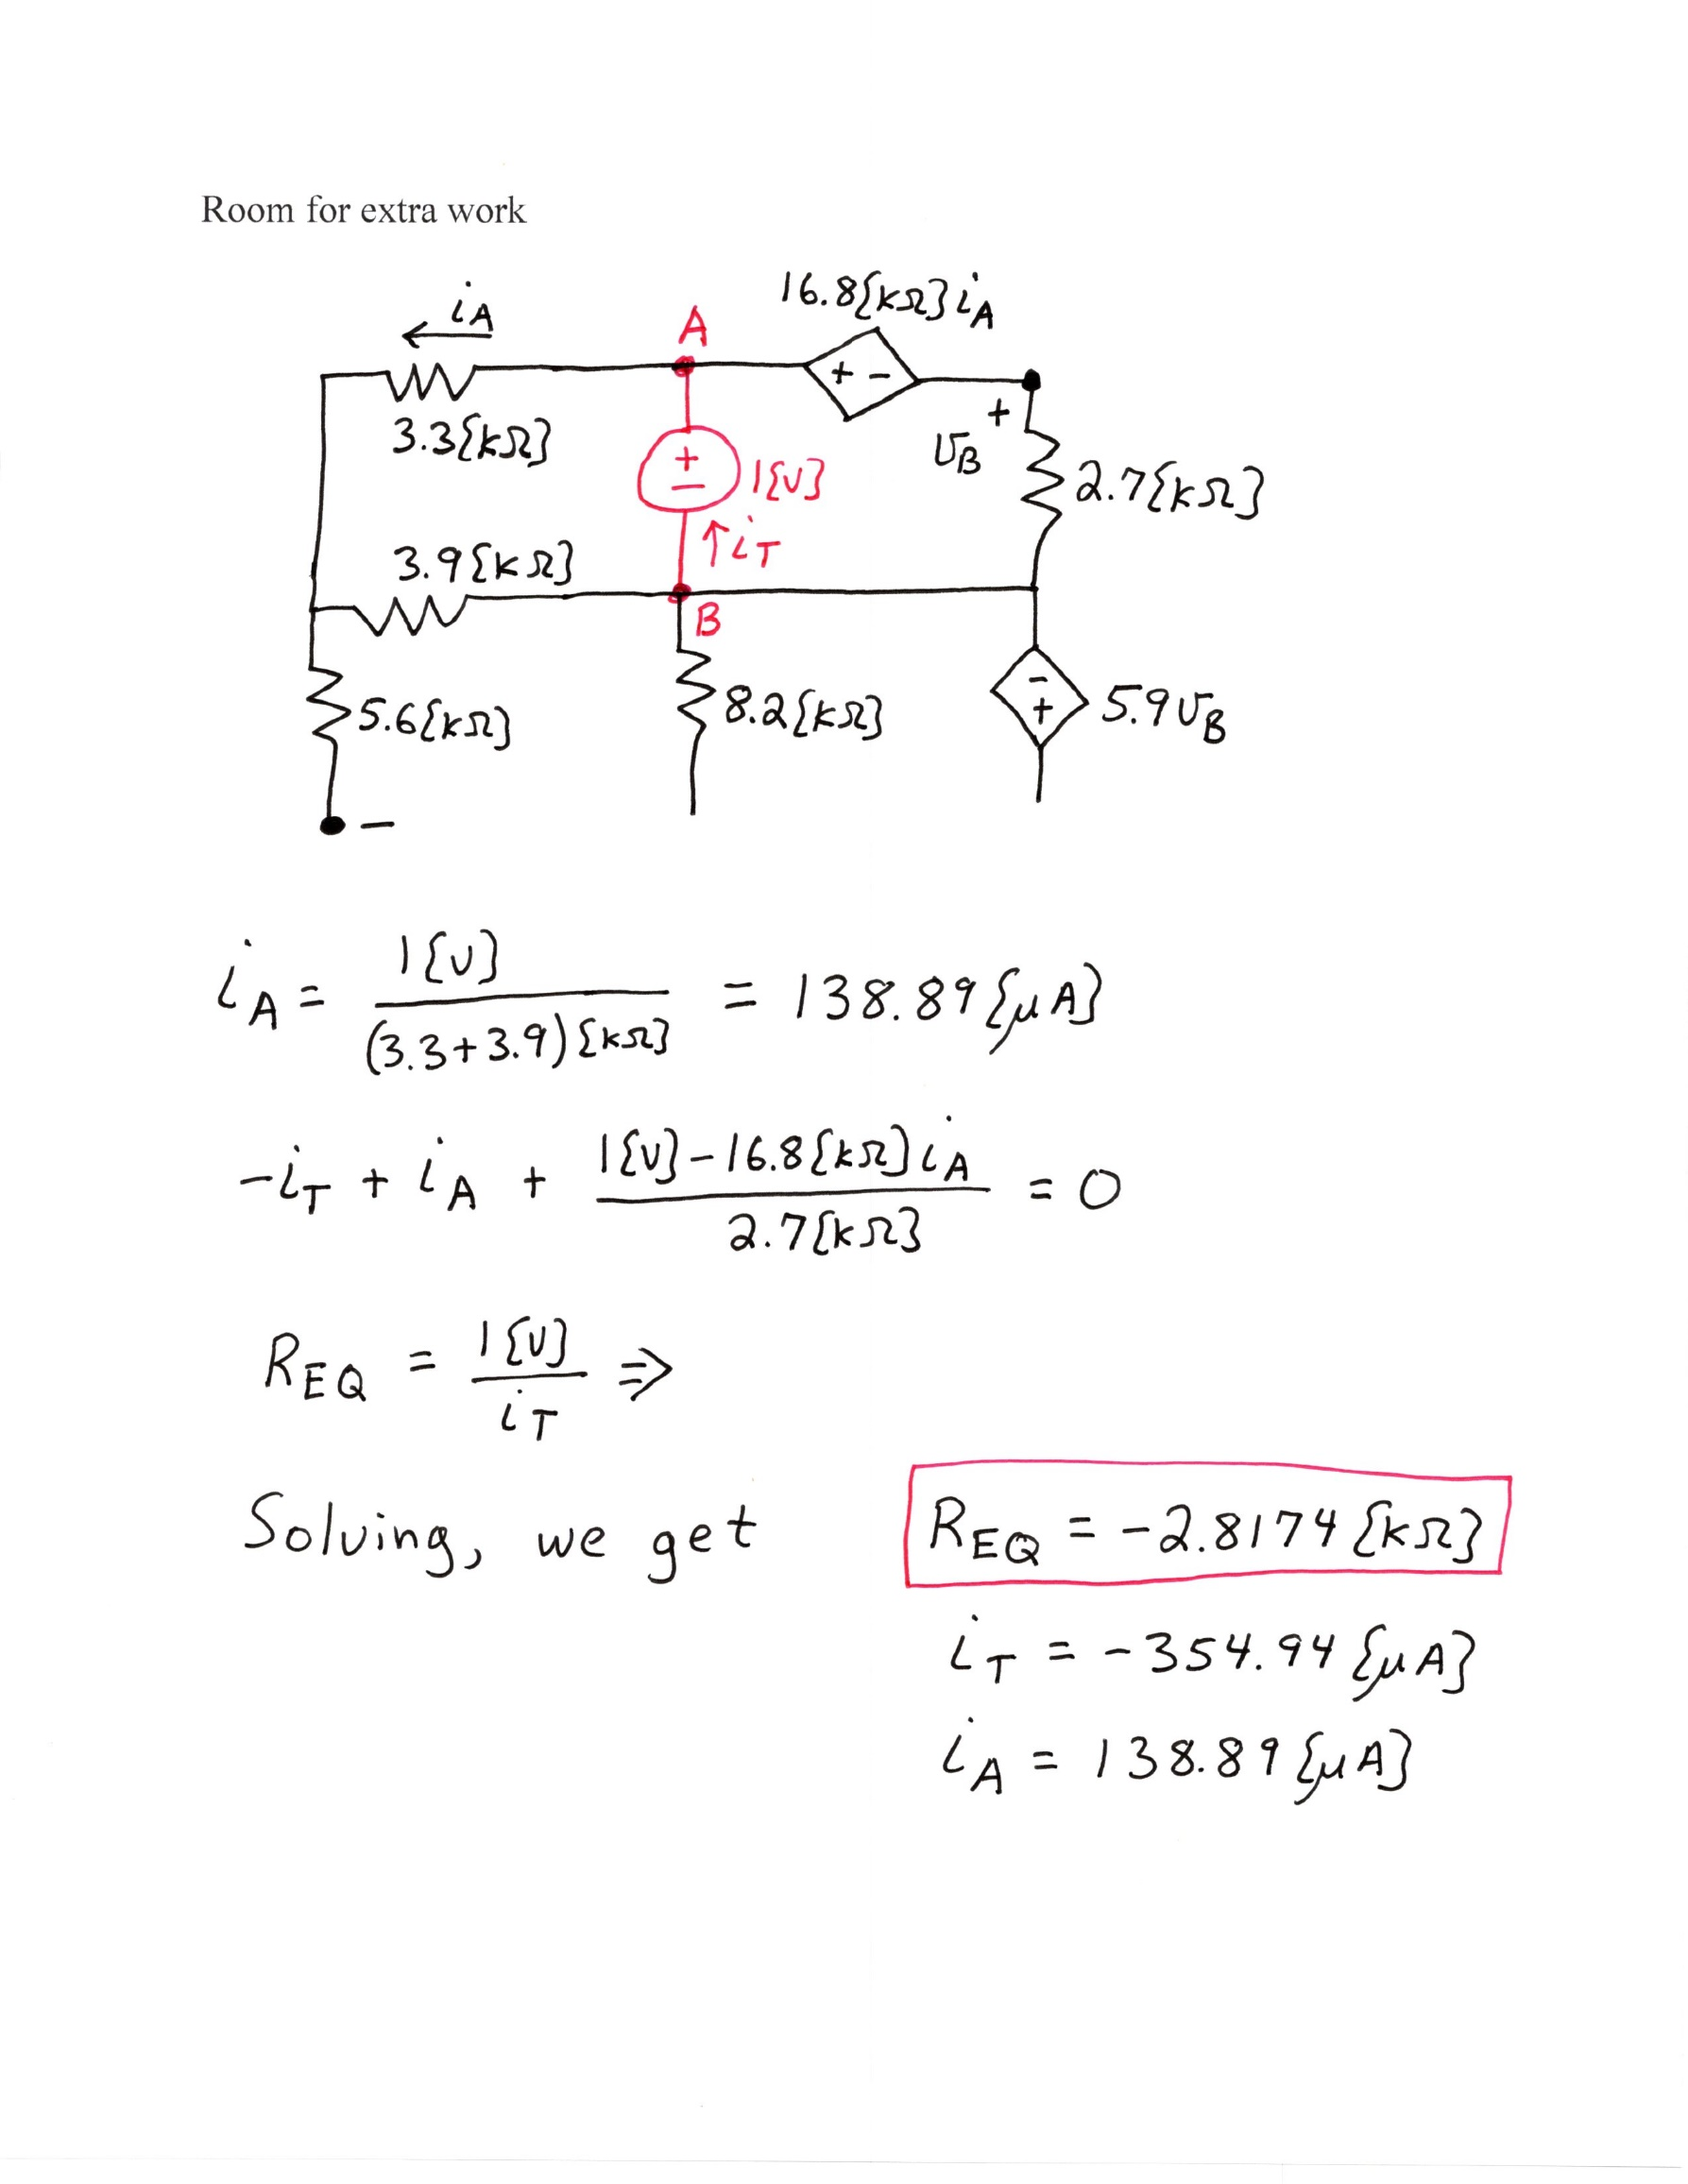 Room for extra work
16.8{kΩ}iA
iA
A
+ -
+
3.3{kΩ}
vB
+
-
1{V}
2.7{kΩ}
↑iT
3.9{kΩ}
B
-
+
5.6{kΩ}
8.2{kΩ}
5.9vB
-
iA = 1{V} / (3.3+3.9){kΩ} = 138.89{μA}
-iT + iA + 1{V}-16.8{kΩ}iA / 2.7{kΩ} = 0
REQ = 1{V} / iT ⇒
Solving, we get REQ = -2.8174{kΩ}
iT = -354.94{μA}
iA = 138.89{μA}